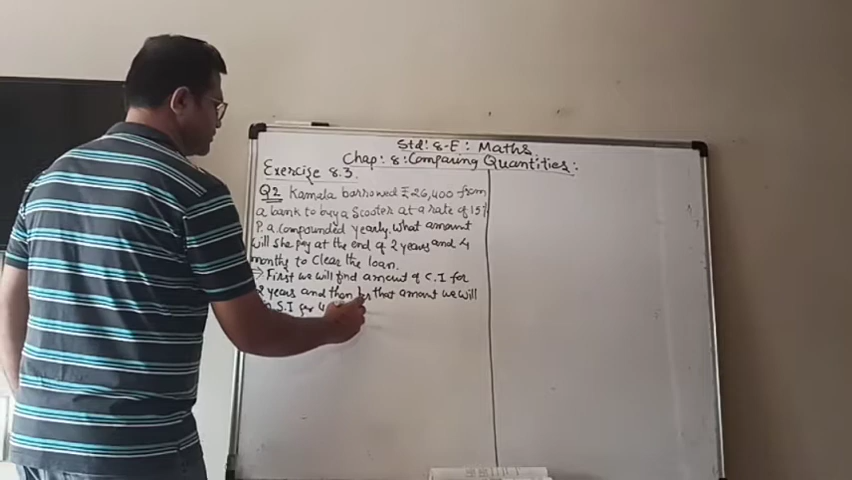 Std: 8-E : Maths
Chap: 8: Comparing Quantities:
Exercise 8.3.
Q2 Kamala borrowed ₹26,400 from
a bank to buy a Scooter at a rate of 15%
P.a. compounded yearly. What amount
will she pay at the end of 2 years and 4
months to clear the loan.
⇒ First we will find amount of C.I for
2 years and then for that amount we will
S.I for 4